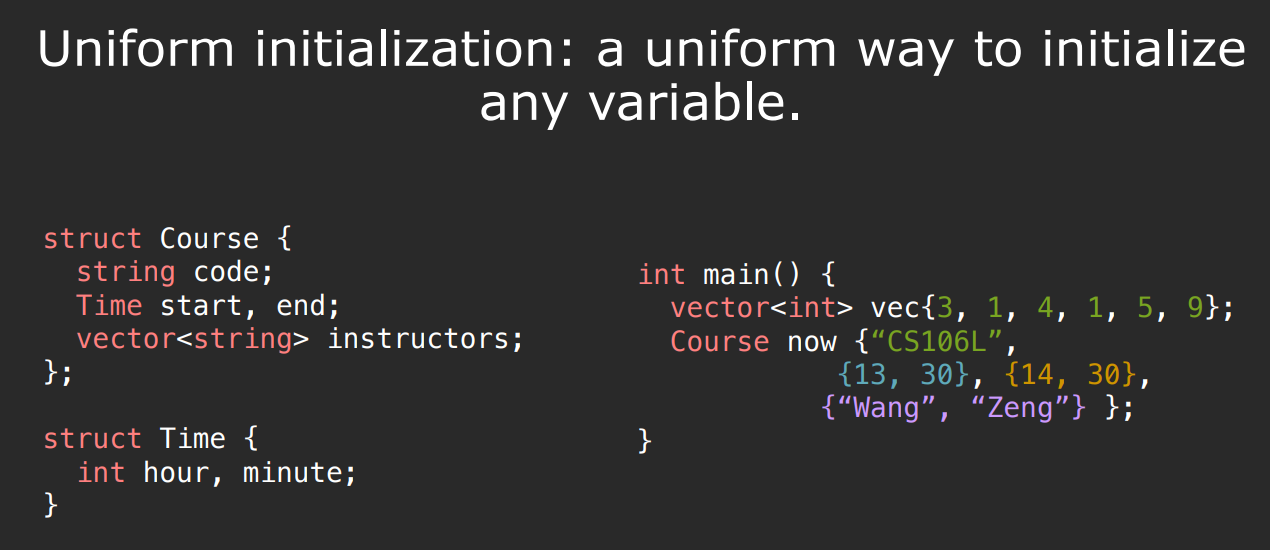 Uniform initialization: a uniform way to initialize
any variable.
struct Course {
  string code;
  Time start, end;
  vector<string> instructors;
};
struct Time {
  int hour, minute;
}
int main() {
  vector<int> vec{3, 1, 4, 1, 5, 9};
  Course now {“CS106L”,
            {13, 30}, {14, 30},
           {“Wang”, “Zeng”} };
}